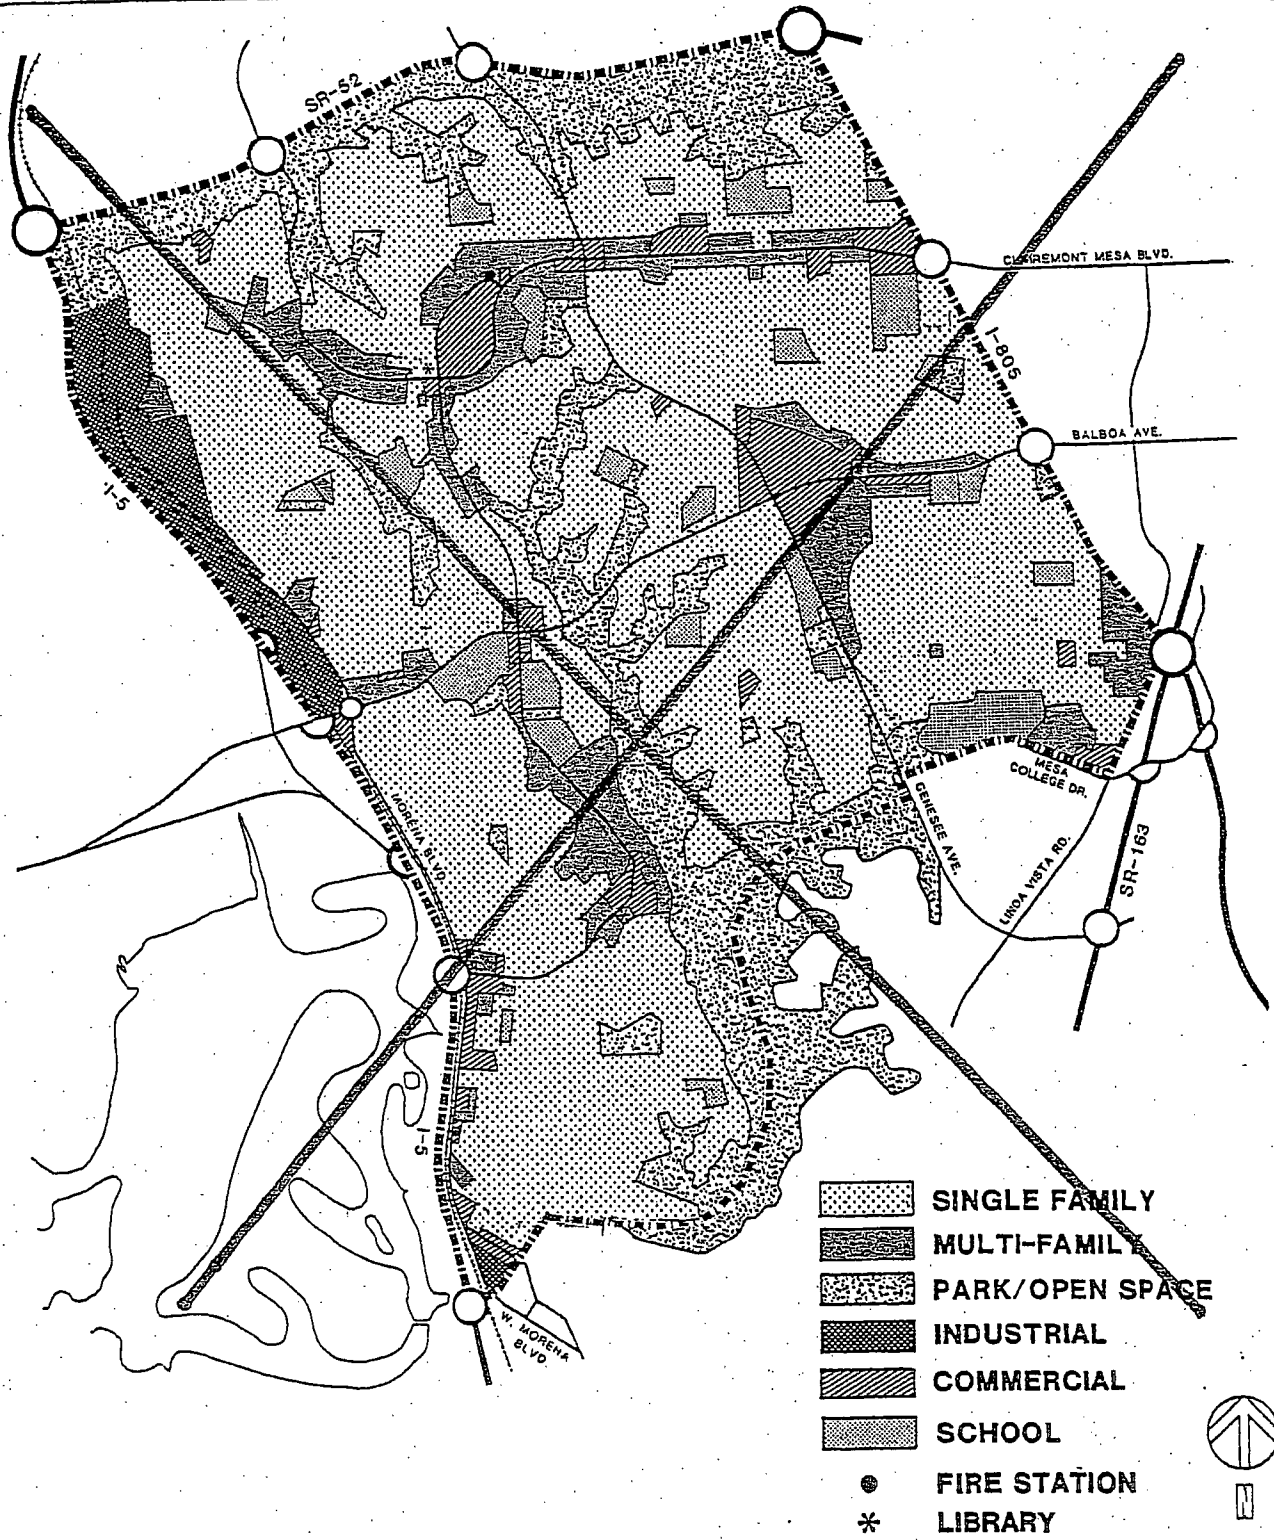 SR-52
CLAIREMONT MESA BLVD.
I-805
BALBOA AVE.
I-5
MESA
COLLEGE DR.
MORENA BLVD.
GENESEE AVE.
LINDA VISTA RD.
SR-163
I-5
SINGLE FAMILY
MULTI-FAMILY
PARK/OPEN SPACE
INDUSTRIAL
W. MORENA
BLVD.
COMMERCIAL
SCHOOL
FIRE STATION
N
LIBRARY